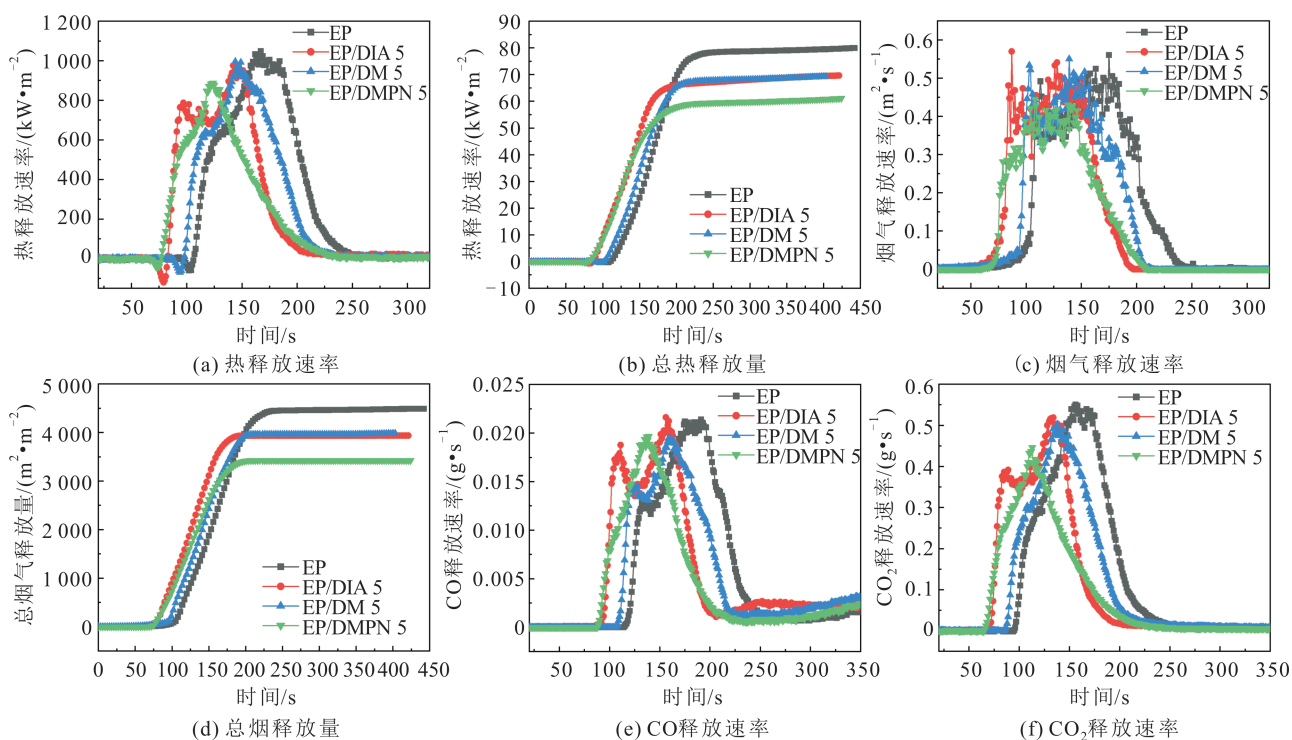 热释放速率/(kW•m⁻²)
1 200
1 000
800
600
400
200
0
EP
EP/DIA 5
EP/DM 5
EP/DMPN 5
50 100 150 200 250 300
时间/s
(a) 热释放速率
热释放速率/(kW•m⁻²)
90
80
70
60
50
40
30
20
10
0
−10
EP
EP/DIA 5
EP/DM 5
EP/DMPN 5
0 50 100 150 200 250 300 350 400 450
时间/s
(b) 总热释放量
烟气释放速率/(m²•s⁻¹)
0.6
0.5
0.4
0.3
0.2
0.1
0
EP
EP/DIA 5
EP/DM 5
EP/DMPN 5
50 100 150 200 250 300
时间/s
(c) 烟气释放速率
总烟气释放量/(m²•m⁻²)
5 000
4 000
3 000
2 000
1 000
0
EP
EP/DIA 5
EP/DM 5
EP/DMPN 5
0 50 100 150 200 250 300 350 400 450
时间/s
(d) 总烟释放量
CO释放速率/(g•s⁻¹)
0.025
0.020
0.015
0.010
0.005
0
EP
EP/DIA 5
EP/DM 5
EP/DMPN 5
50 100 150 200 250 300 350
时间/s
(e) CO释放速率
CO₂释放速率/(g•s⁻¹)
0.6
0.5
0.4
0.3
0.2
0.1
0
EP
EP/DIA 5
EP/DM 5
EP/DMPN 5
50 100 150 200 250 300 350
时间/s
(f) CO₂释放速率